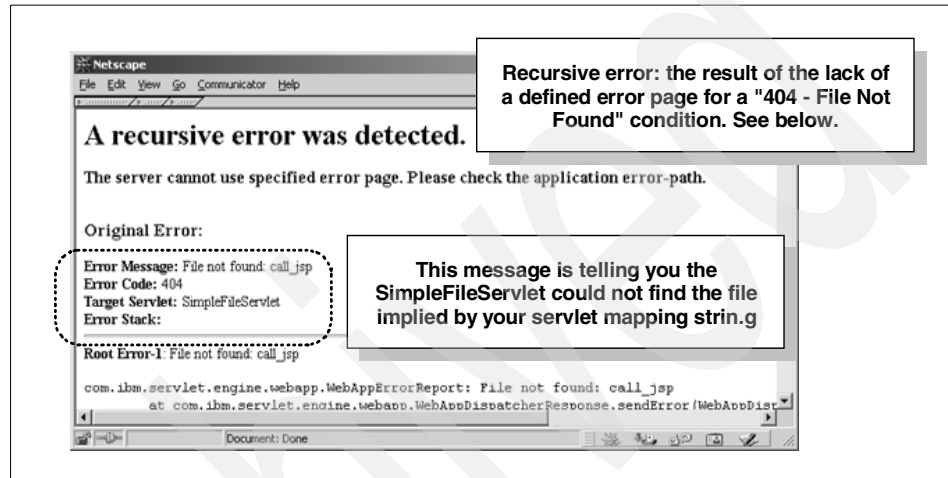 Netscape
File Edit View Go Communicator Help
Recursive error: the result of the lack of
a defined error page for a "404 - File Not
Found" condition. See below.
A recursive error was detected.
The server cannot use specified error page. Please check the application error-path.
Original Error:
Error Message: File not found: call_jsp
Error Code: 404
Target Servlet: SimpleFileServlet
Error Stack:
This message is telling you the
SimpleFileServlet could not find the file
implied by your servlet mapping strin.g
Root Error-1: File not found: call_jsp
com.ibm.servlet.engine.webapp.WebAppErrorReport: File not found: call_jsp
at com.ibm.servlet.engine.webapp.WebAppDispatcherResponse.sendError(WebAppDisp
Document: Done